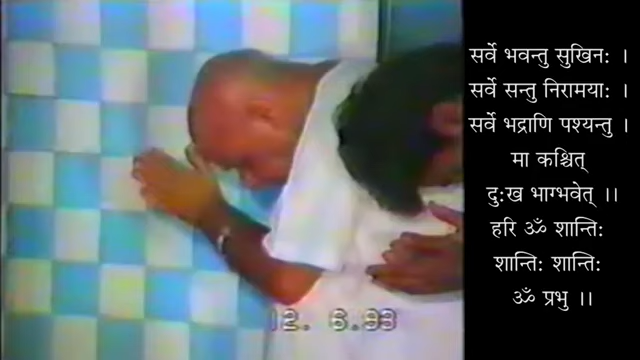 सर्वे भवन्तु सुखिनः ।
सर्वे सन्तु निरामयाः ।
सर्वे भद्राणि पश्यन्तु ।
मा कश्चित्
दुःख भाग्भवेत् ।।
हरि ॐ शान्तिः
शान्तिः शान्तिः
ॐ प्रभु ।।
12. 6.93